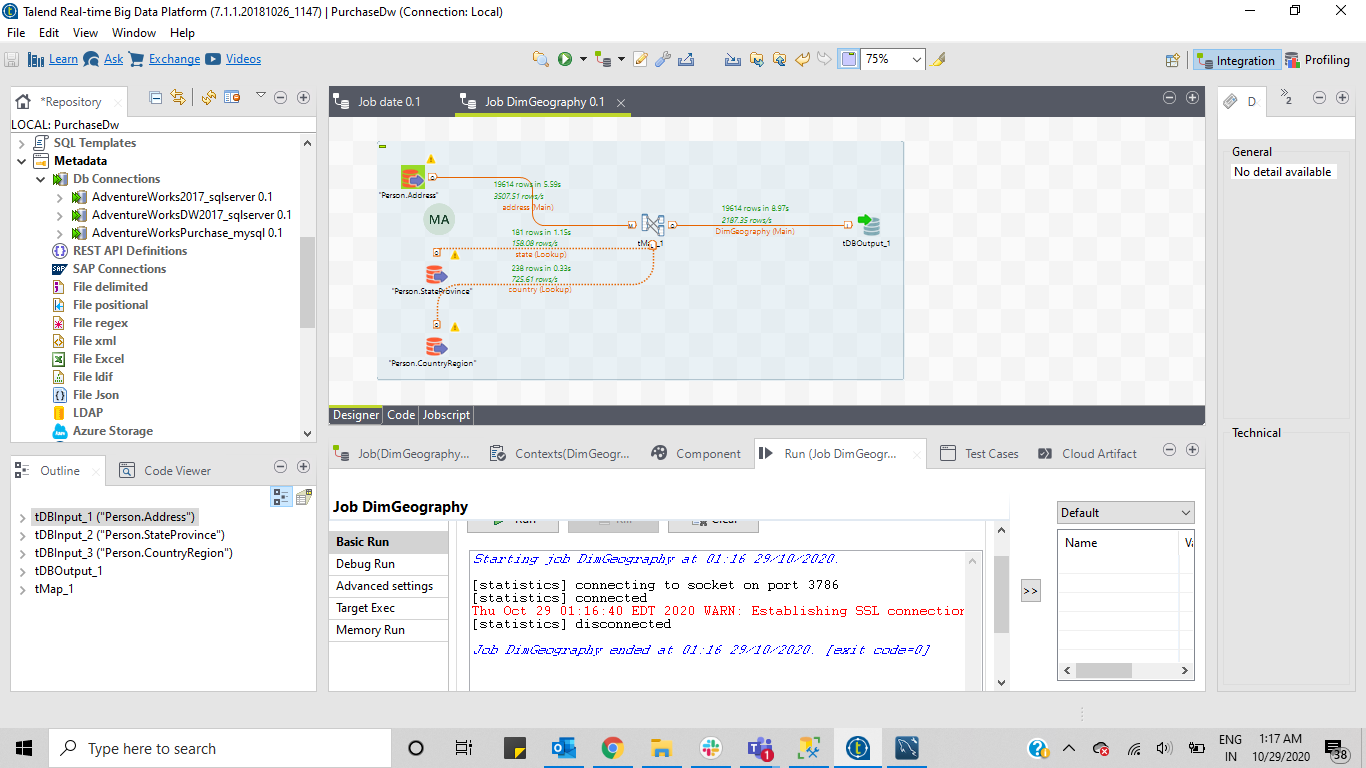 Talend Real-time Big Data Platform (7.1.1.20181026_1147) | PurchaseDw (Connection: Local)
File Edit View Window Help
Learn Ask Exchange Videos
75%
Integration Profiling
*Repository
LOCAL: PurchaseDw
SQL Templates
Metadata
Db Connections
AdventureWorks2017_sqlserver 0.1
AdventureWorksDW2017_sqlserver 0.1
AdventureWorksPurchase_mysql 0.1
REST API Definitions
SAP Connections
File delimited
File positional
File regex
File xml
File Excel
File ldif
File Json
LDAP
Azure Storage
Job date 0.1 Job DimGeography 0.1
"Person.Address"
19614 rows in 5.59s
3507.51 rows/s
address (Main)
MA
181 rows in 1.15s
158.08 rows/s
state (Lookup)
238 rows in 0.33s
725.61 rows/s
country (Lookup)
"Person.StateProvince"
"Person.CountryRegion"
19614 rows in 8.97s
2187.35 rows/s
DimGeography (Main)
tDBOutput_1
Designer Code Jobscript
D
2
General
No detail available
Technical
Outline Code Viewer
tDBInput_1 ("Person.Address")
tDBInput_2 ("Person.StateProvince")
tDBInput_3 ("Person.CountryRegion")
tDBOutput_1
tMap_1
Job(DimGeography... Contexts(DimGeogr... Component Run (Job DimGeogr... Test Cases Cloud Artifact
Job DimGeography
Basic Run
Debug Run
Advanced settings
Target Exec
Memory Run
Starting job DimGeography at 01:16 29/10/2020.
[statistics] connecting to socket on port 3786
[statistics] connected
Thu Oct 29 01:16:40 EDT 2020 WARN: Establishing SSL connection
[statistics] disconnected
Job DimGeography ended at 01:16 29/10/2020. [exit code=0]
>>
Default
Name
Type here to search
1
ENG
IN
1:17 AM
10/29/2020
38